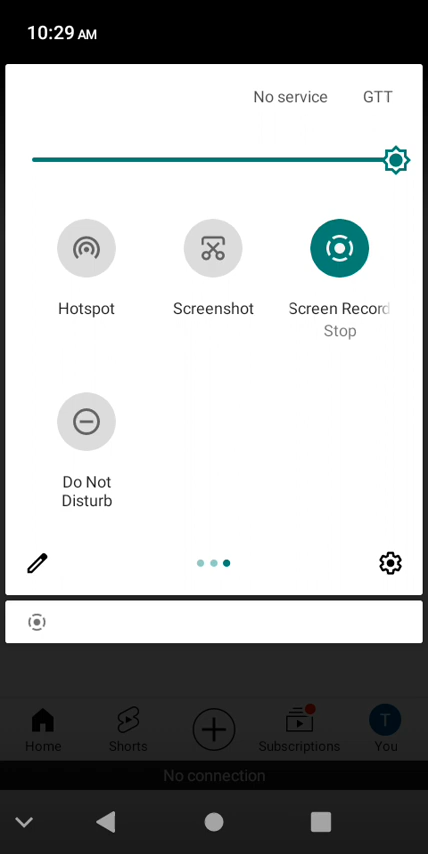 10:29 AM
No service GTT
Hotspot Screenshot Screen Record
Stop
Do Not
Disturb
Home Shorts Subscriptions You
T
No connection